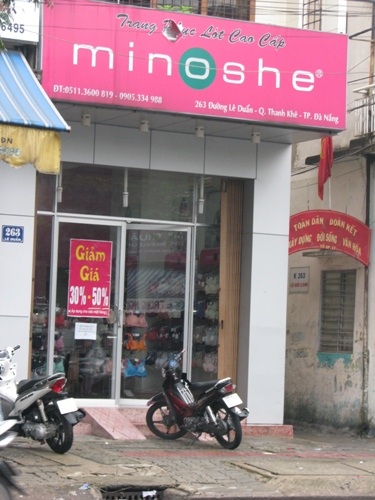 6495
Trang Phục Lót Cao Cấp
minoshe®
ĐT:0511.3600 819 - 0905.334 988
263 Đường Lê Duẩn - Q. Thanh Khê - TP. Đà Nẵng
263
LÊ DUẨN
Giảm
Giá
30% - 50%
TOÀN DÂN ĐOÀN KẾT
XÂY DỰNG ĐỜI SỐNG VĂN HÓA
K 263